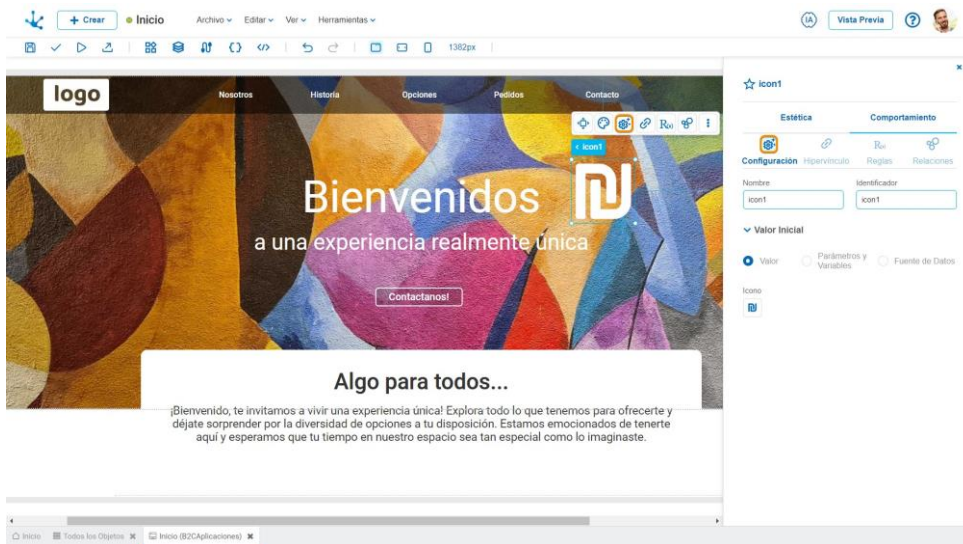 + Crear
Inicio
Archivo
Editar
Ver
Herramientas
IA
Vista Previa
?
1382px
logo
Nosotros
Historia
Opciones
Pedidos
Contacto
< icon1
Bienvenidos
a una experiencia realmente única
Contactanos!
Algo para todos...
¡Bienvenido, te invitamos a vivir una experiencia única! Explora todo lo que tenemos para ofrecerte y
déjate sorprender por la diversidad de opciones a tu disposición. Estamos emocionados de tenerte
aquí y esperamos que tu tiempo en nuestro espacio sea tan especial como lo imaginaste.
icon1
Estética
Comportamiento
Configuración
Hipervínculo
Reglas
Relaciones
Nombre
Identificador
icon1
icon1
Valor Inicial
Valor
Parámetros y
Variables
Fuente de Datos
Icono
Inicio
Todos los Objetos
Inicio (B2CAplicaciones)